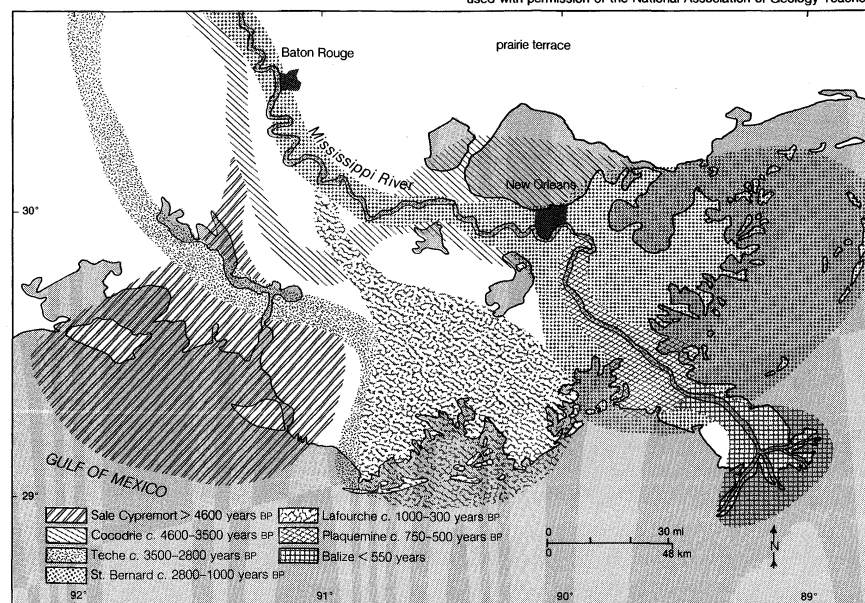 used with permission of the National Association of Geology Teache
Baton Rouge
prairie terrace
Mississippi River
New Orleans
30°
29°
GULF OF MEXICO
Sale Cypremort > 4600 years BP
Cocodrie c. 4600–3500 years BP
Teche c. 3500–2800 years BP
St. Bernard c. 2800–1000 years BP
Lafourche c. 1000–300 years BP
Plaquemine c. 750–500 years BP
Balize < 550 years
0 30 mi
0 48 km
N
92° 91° 90° 89°